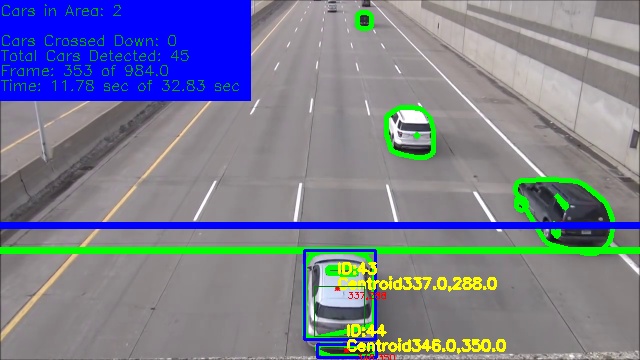 Cars in Area: 2
Cars Crossed Down: 0
Total Cars Detected: 45
Frame: 353 of 984.0
Time: 11.78 sec of 32.83 sec
ID:43
Centroid337.0,288.0
ID:44
Centroid346.0,350.0